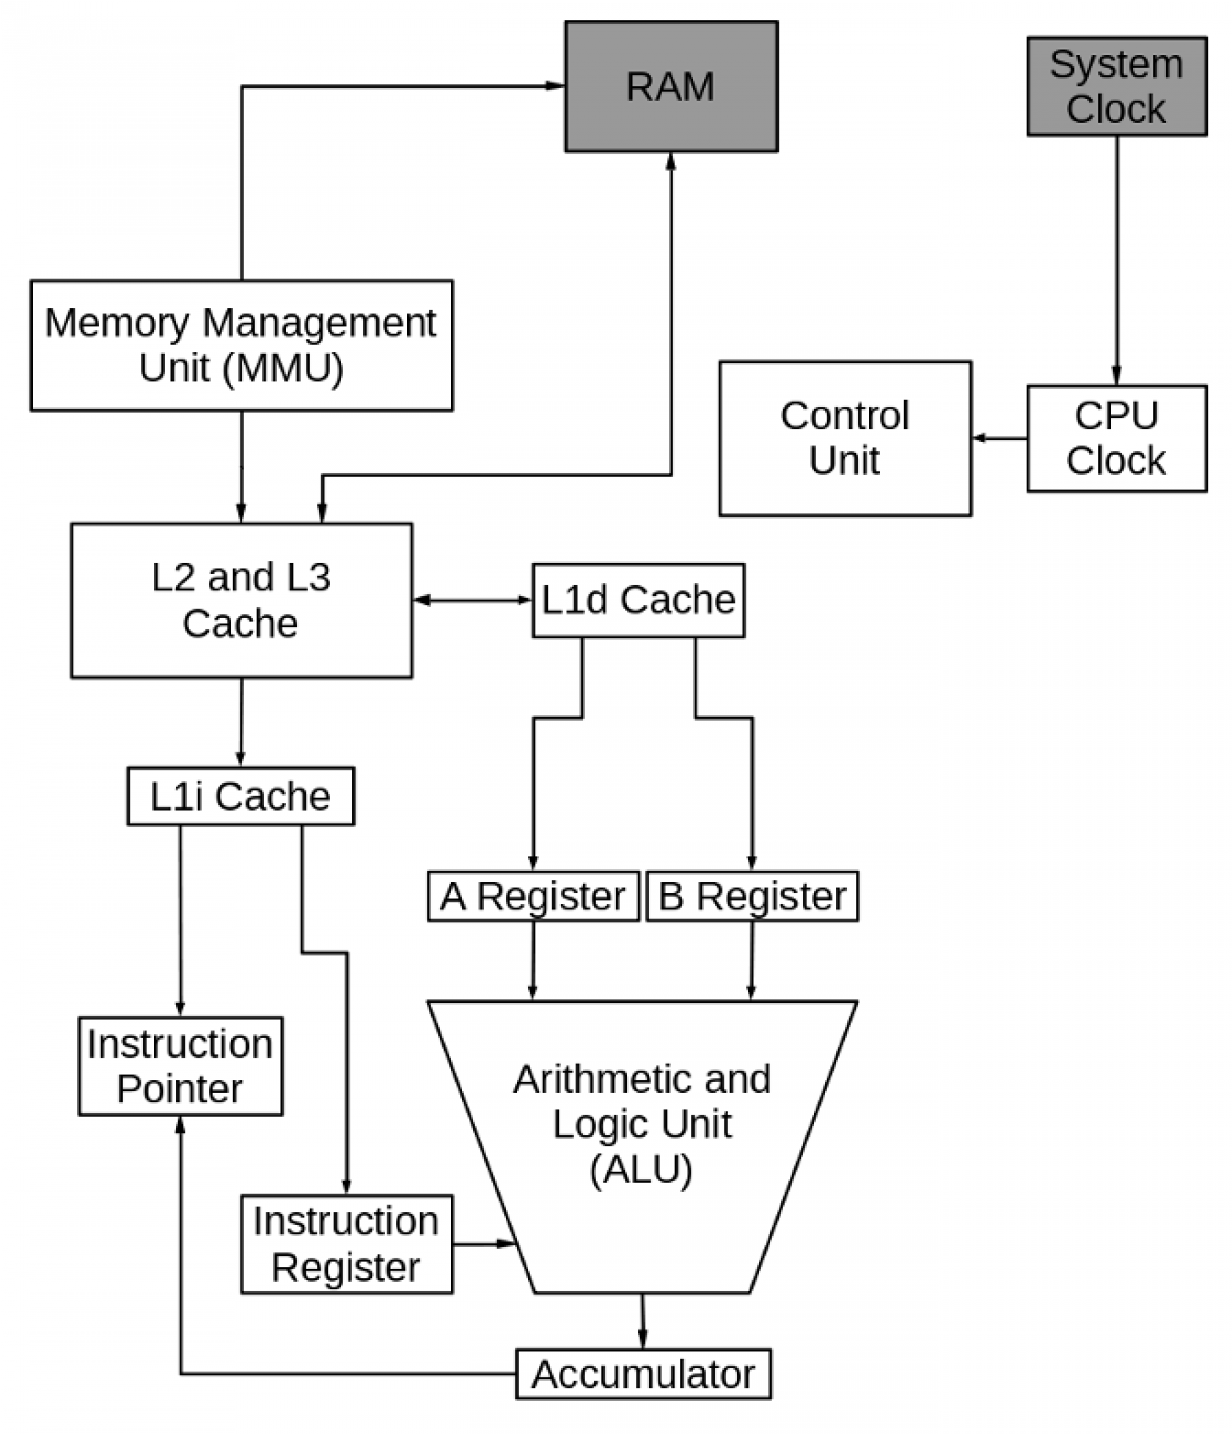 RAM
System
Clock
Memory Management
Unit (MMU)
Control
Unit
CPU
Clock
L2 and L3
Cache
L1d Cache
L1i Cache
A Register
B Register
Instruction
Pointer
Arithmetic and
Logic Unit
(ALU)
Instruction
Register
Accumulator